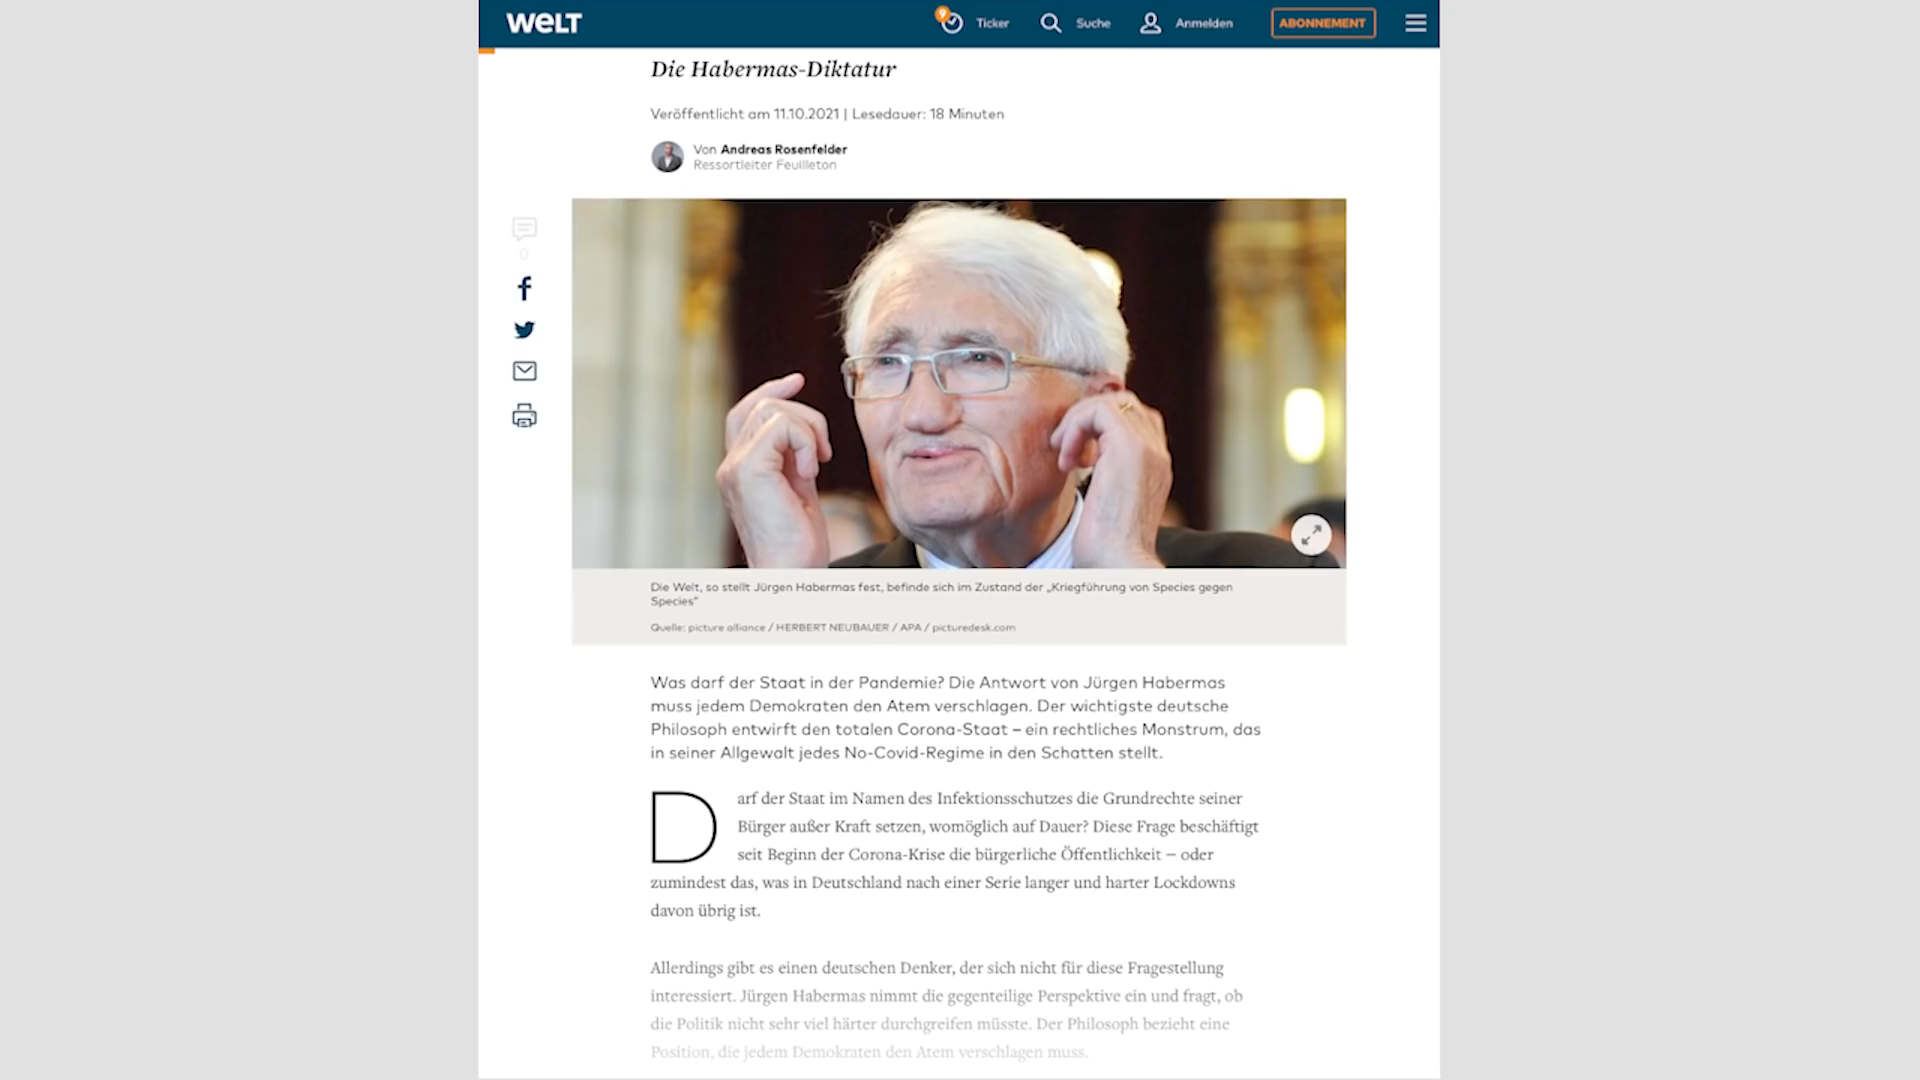 WELT
9
Ticker
Suche
Anmelden
ABONNEMENT
Die Habermas-Diktatur
Veröffentlicht am 11.10.2021 | Lesedauer: 18 Minuten
Von Andreas Rosenfelder
Ressortleiter Feuilleton
0
Die Welt, so stellt Jürgen Habermas fest, befinde sich im Zustand der „Kriegführung von Species gegen
Species“
Quelle: picture alliance / HERBERT NEUBAUER / APA / picturedesk.com
Was darf der Staat in der Pandemie? Die Antwort von Jürgen Habermas
muss jedem Demokraten den Atem verschlagen. Der wichtigste deutsche
Philosoph entwirft den totalen Corona-Staat – ein rechtliches Monstrum, das
in seiner Allgewalt jedes No-Covid-Regime in den Schatten stellt.
Darf der Staat im Namen des Infektionsschutzes die Grundrechte seiner
Bürger außer Kraft setzen, womöglich auf Dauer? Diese Frage beschäftigt
seit Beginn der Corona-Krise die bürgerliche Öffentlichkeit – oder
zumindest das, was in Deutschland nach einer Serie langer und harter Lockdowns
davon übrig ist.
Allerdings gibt es einen deutschen Denker, der sich nicht für diese Fragestellung
interessiert. Jürgen Habermas nimmt die gegenteilige Perspektive ein und fragt, ob
die Politik nicht sehr viel härter durchgreifen müsste. Der Philosoph bezieht eine
Position, die jedem Demokraten den Atem verschlagen muss.